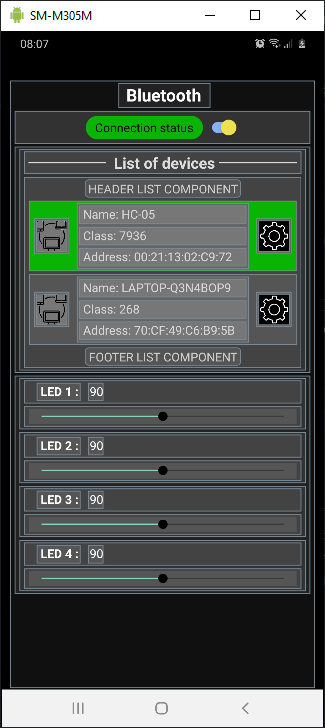 SM-M305M
08:07
Bluetooth
Connection status
List of devices
HEADER LIST COMPONENT
Name: HC-05
Class: 7936
Address: 00:21:13:02:C9:72
Name: LAPTOP-Q3N4BOP9
Class: 268
Address: 70:CF:49:C6:B9:5B
FOOTER LIST COMPONENT
LED 1 : 90
LED 2 : 90
LED 3 : 90
LED 4 : 90